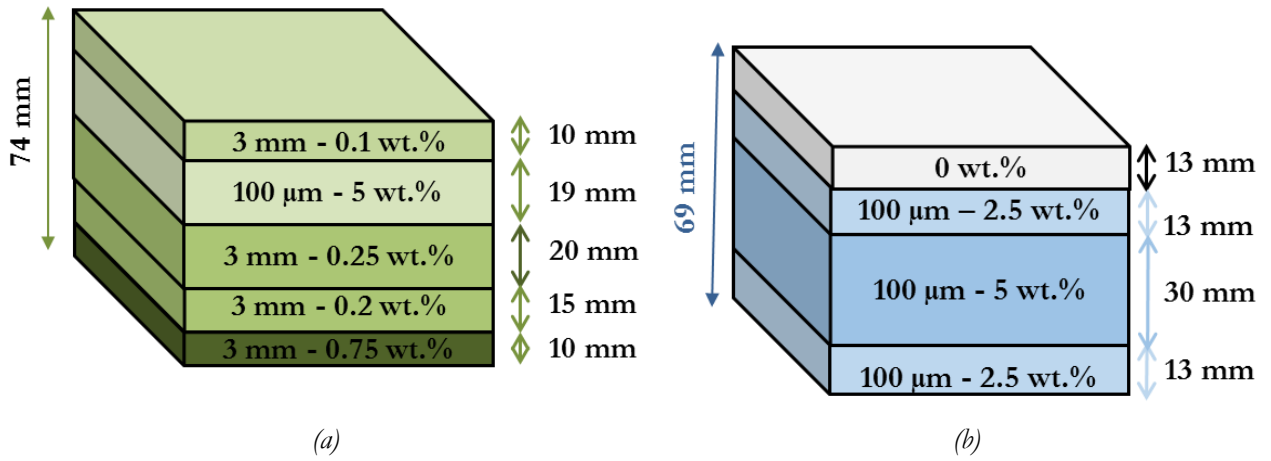 74 mm
3 mm - 0.1 wt.%
10 mm
100 µm - 5 wt.%
19 mm
3 mm - 0.25 wt.%
20 mm
3 mm - 0.2 wt.%
15 mm
3 mm - 0.75 wt.%
10 mm
(a)
69 mm
0 wt.%
13 mm
100 µm – 2.5 wt.%
13 mm
100 µm - 5 wt.%
30 mm
100 µm - 2.5 wt.%
13 mm
(b)